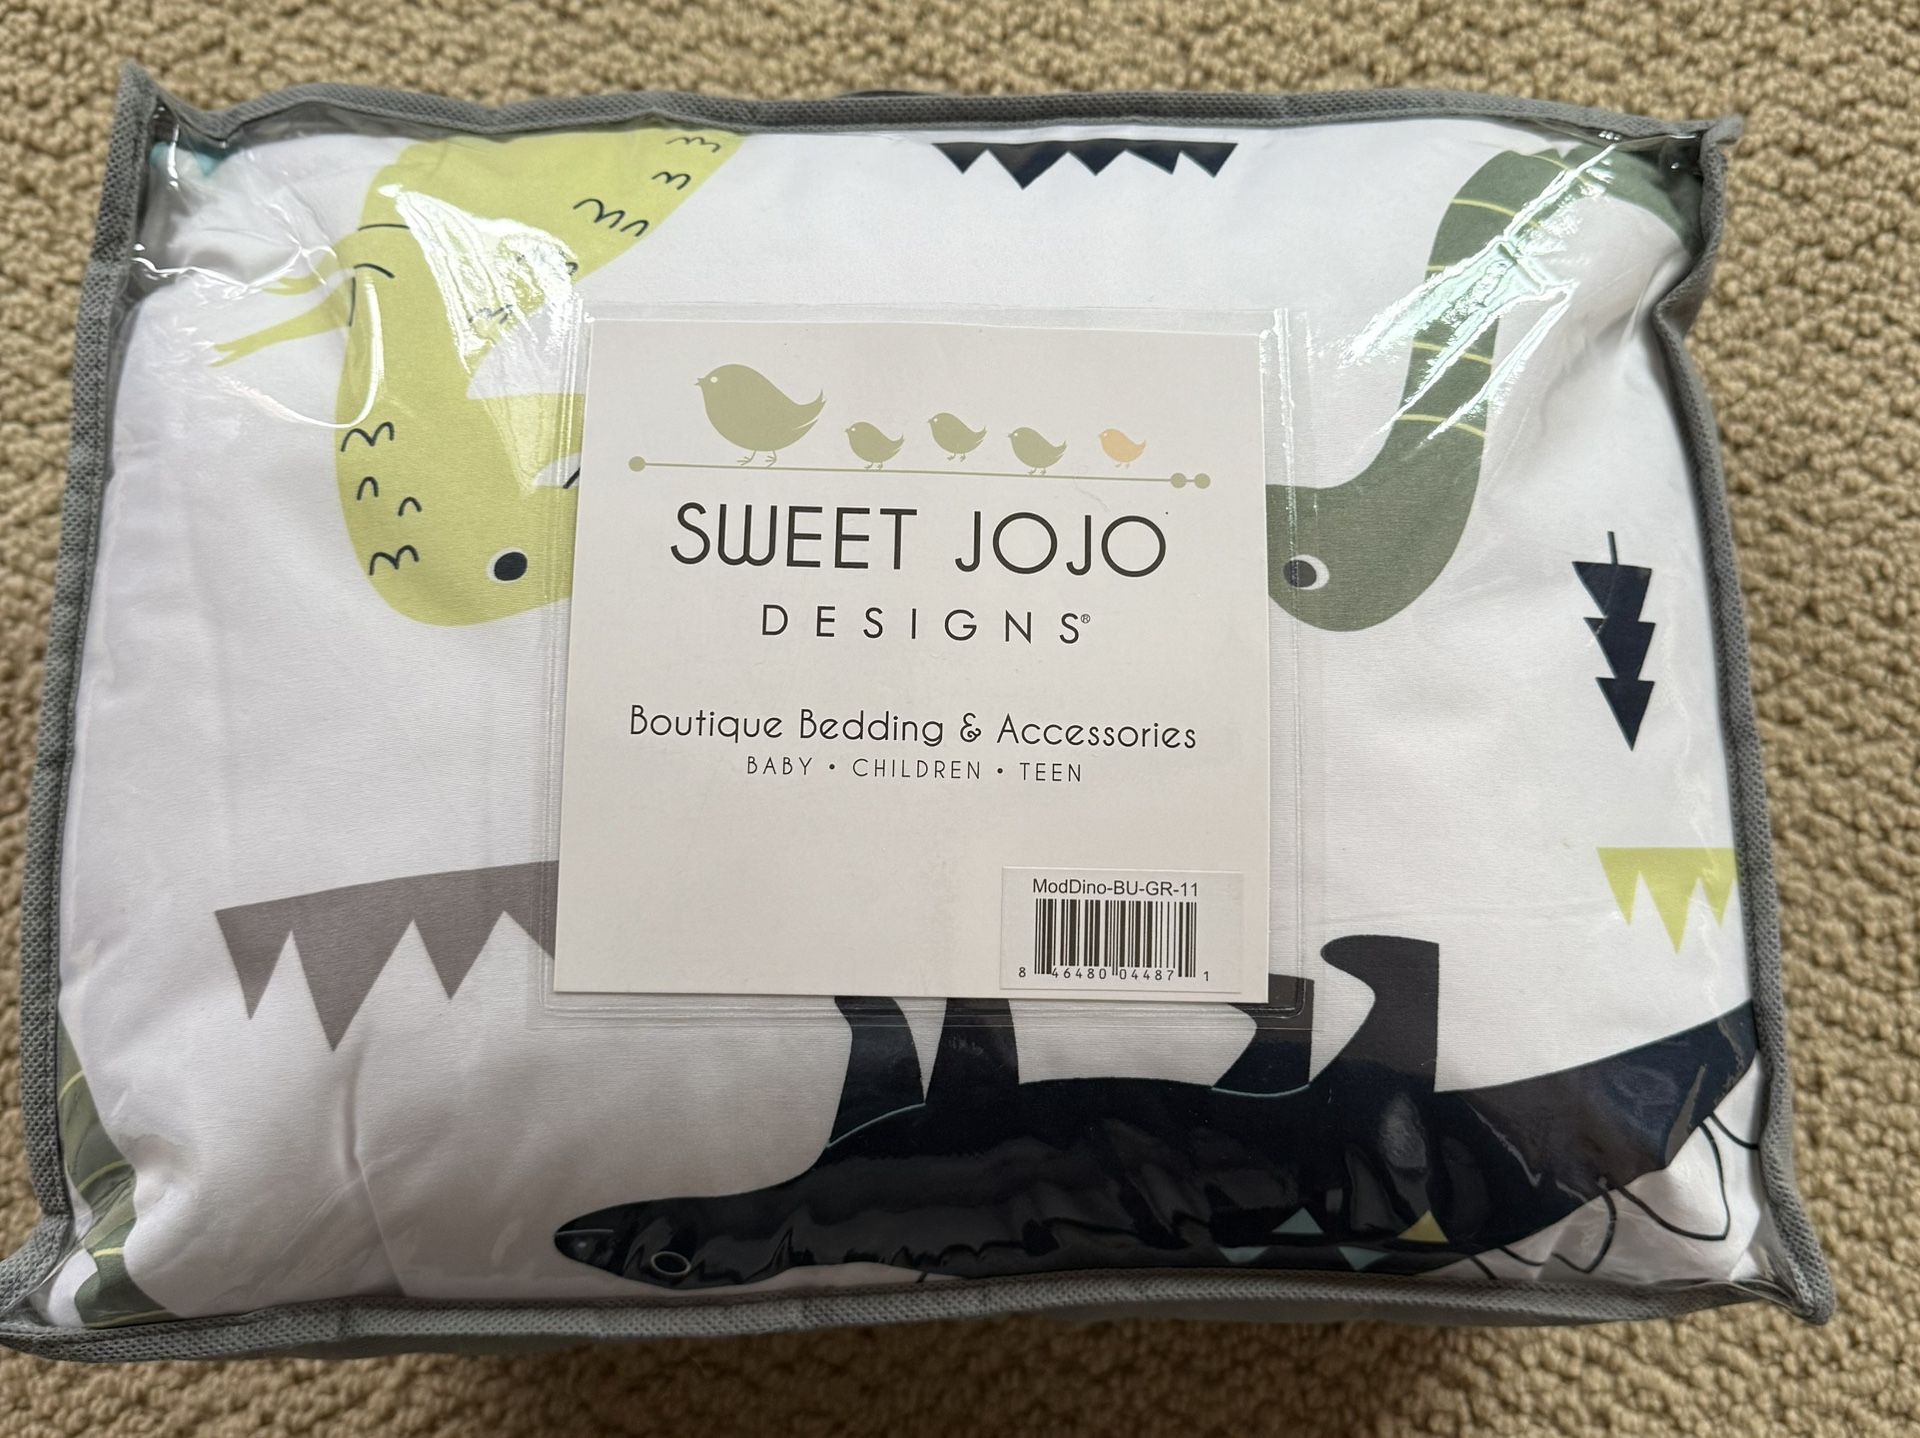 SWEET JOJO
DESIGNS®
Boutique Bedding & Accessories
BABY • CHILDREN • TEEN
ModDino-BU-GR-11
8 46480 04487 1